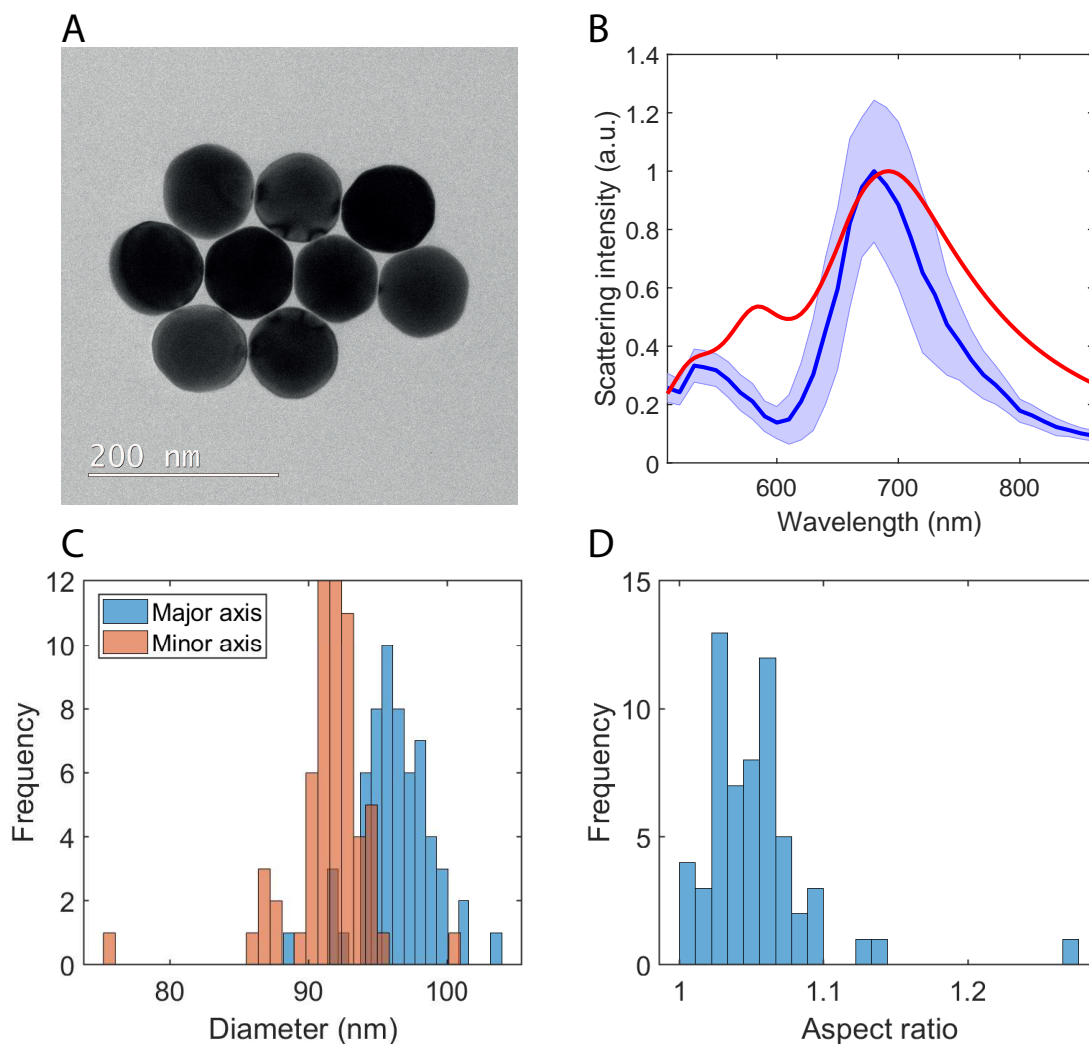 A
200 nm
B
1.4
1.2
1
0.8
0.6
0.4
0.2
0
600
700
800
Scattering intensity (a.u.)
Wavelength (nm)
C
12
10
8
6
4
2
0
80
90
100
Major axis
Minor axis
Frequency
Diameter (nm)
D
15
10
5
0
1
1.1
1.2
Frequency
Aspect ratio